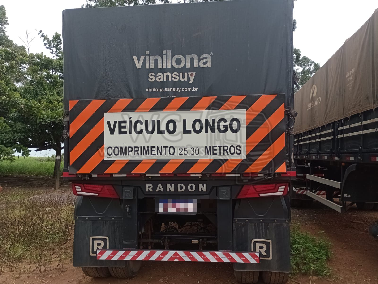 vinilona
sansuy
VEÍCULO LONGO
COMPRIMENTO 25·30 METROS
RANDON
R R